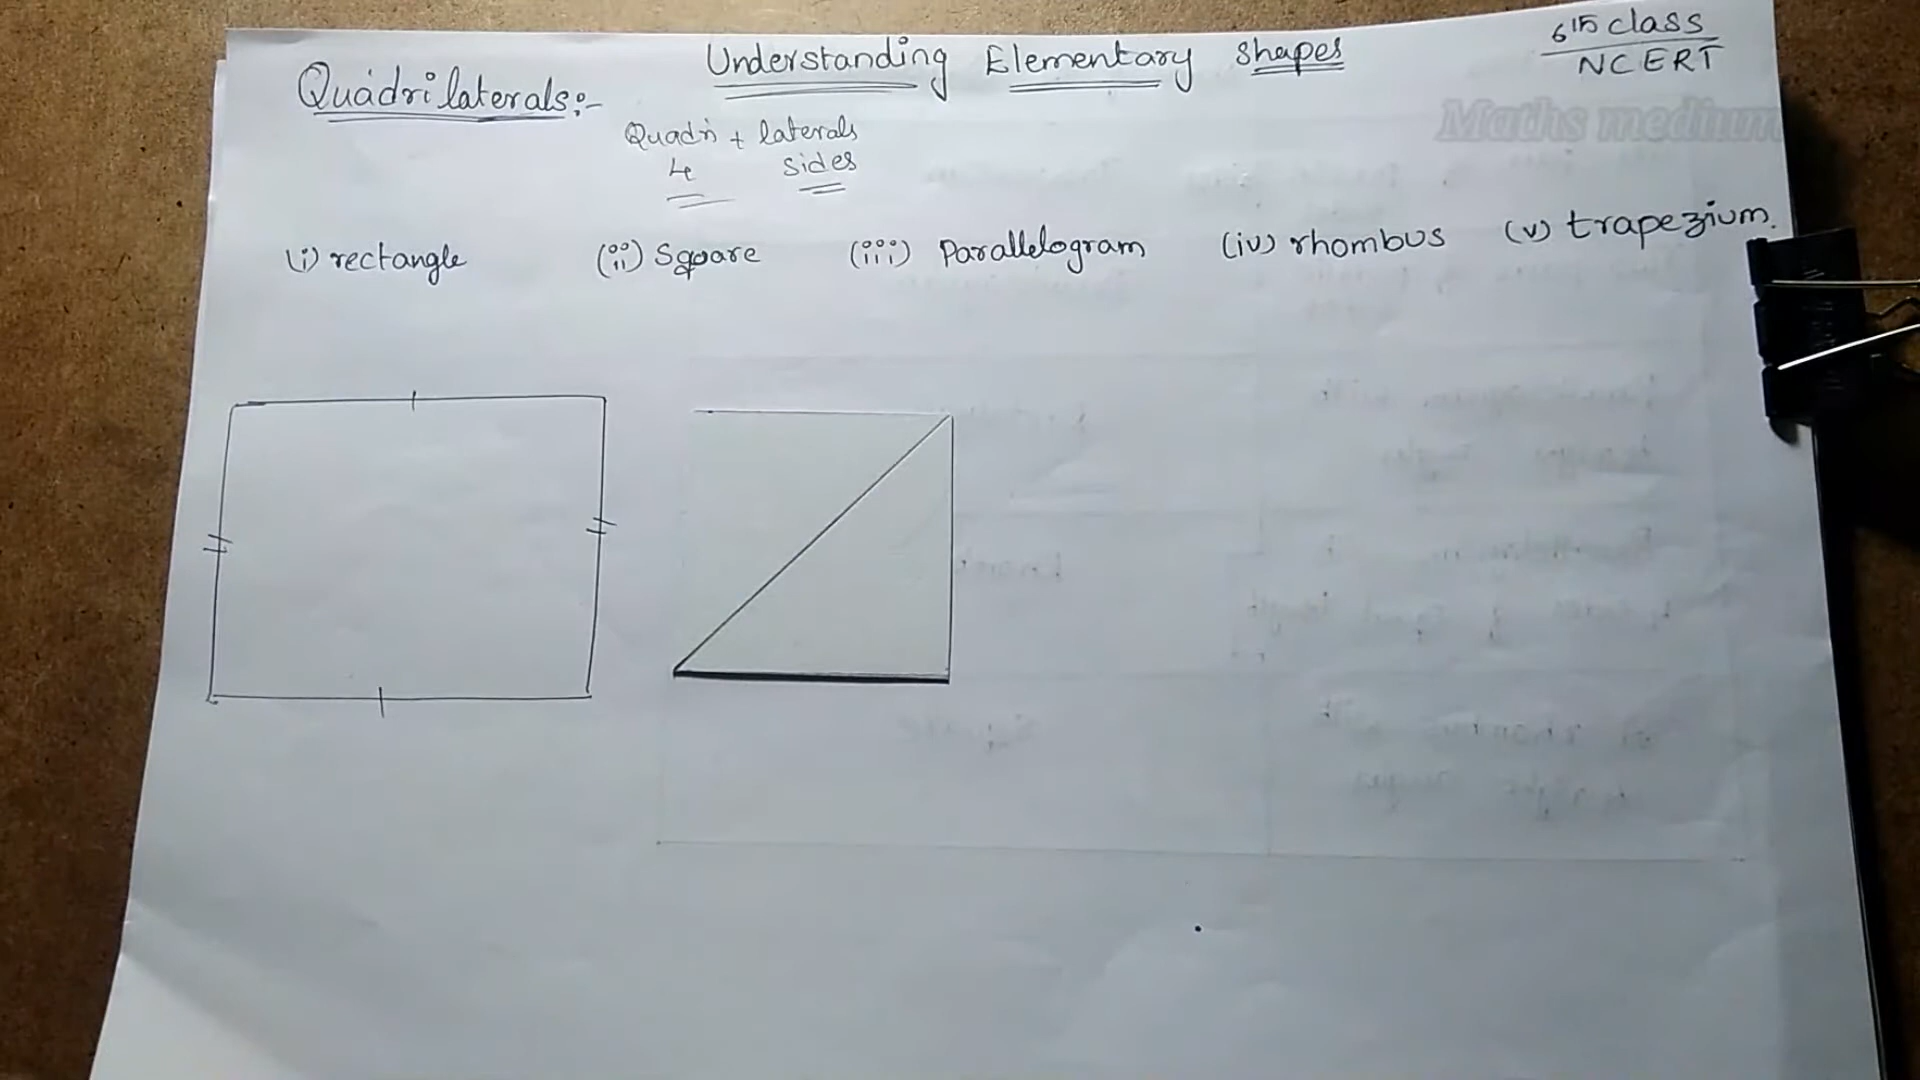 Understanding Elementary Shapes
6th class
NCERT
Quadrilaterals:-
Maths medium
Quadri + laterals
4 sides
(i) rectangle (ii) Square (iii) Parallelogram (iv) rhombus (v) trapezium.